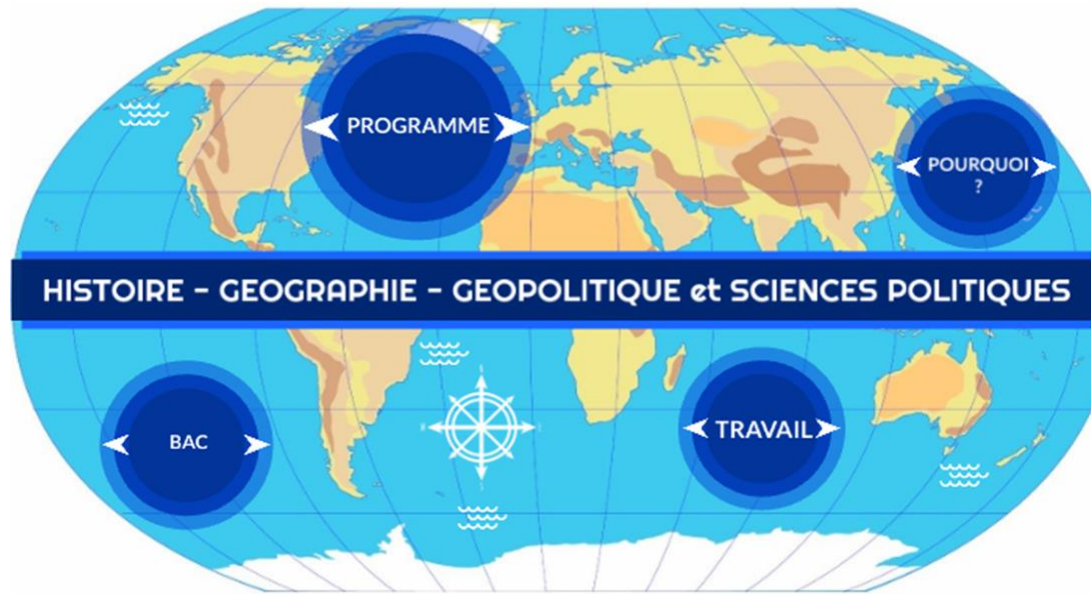 PROGRAMME
POURQUOI
?
HISTOIRE - GEOGRAPHIE - GEOPOLITIQUE et SCIENCES POLITIQUES
BAC
TRAVAIL